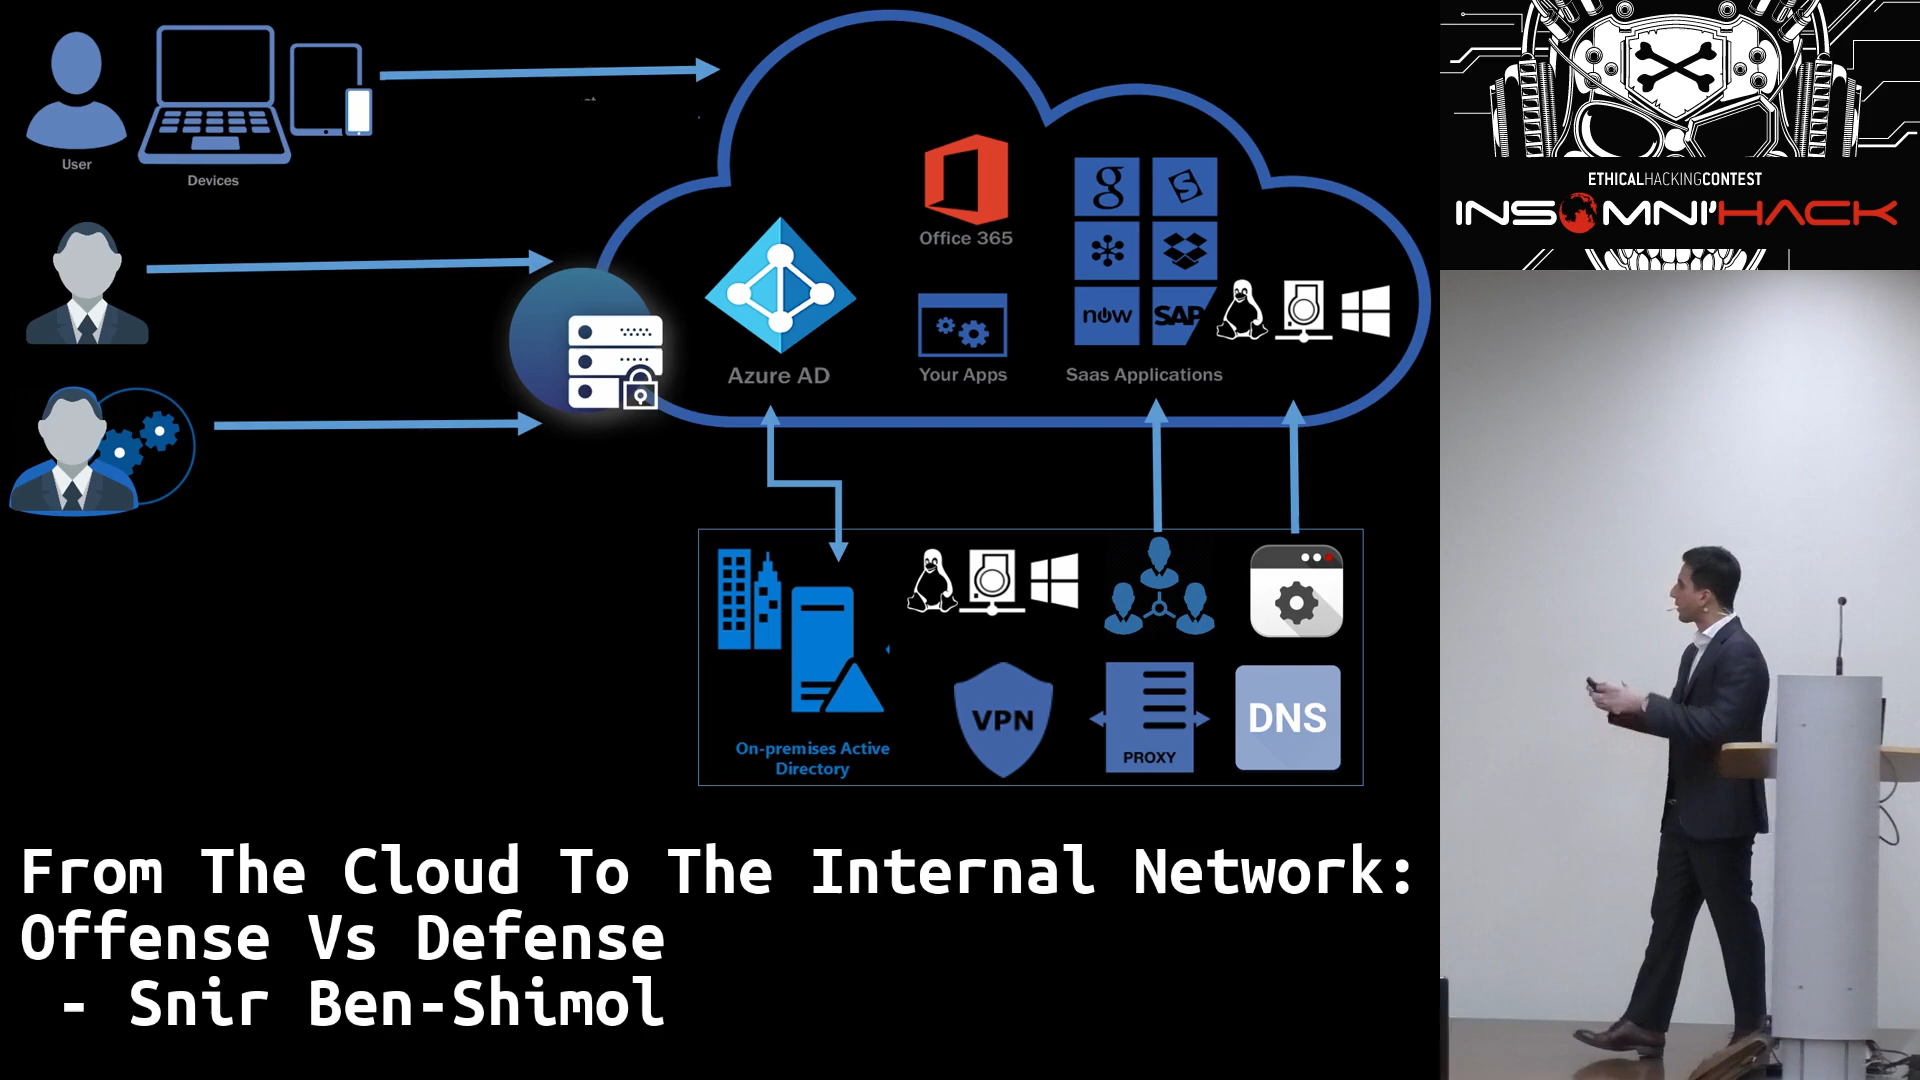 User
Devices
Office 365
g
S
now
SAP
Azure AD
Your Apps
Saas Applications
On-premises Active
Directory
VPN
PROXY
DNS
ETHICALHACKINGCONTEST
INSOMNI'HACK
From The Cloud To The Internal Network:
Offense Vs Defense
- Snir Ben-Shimol